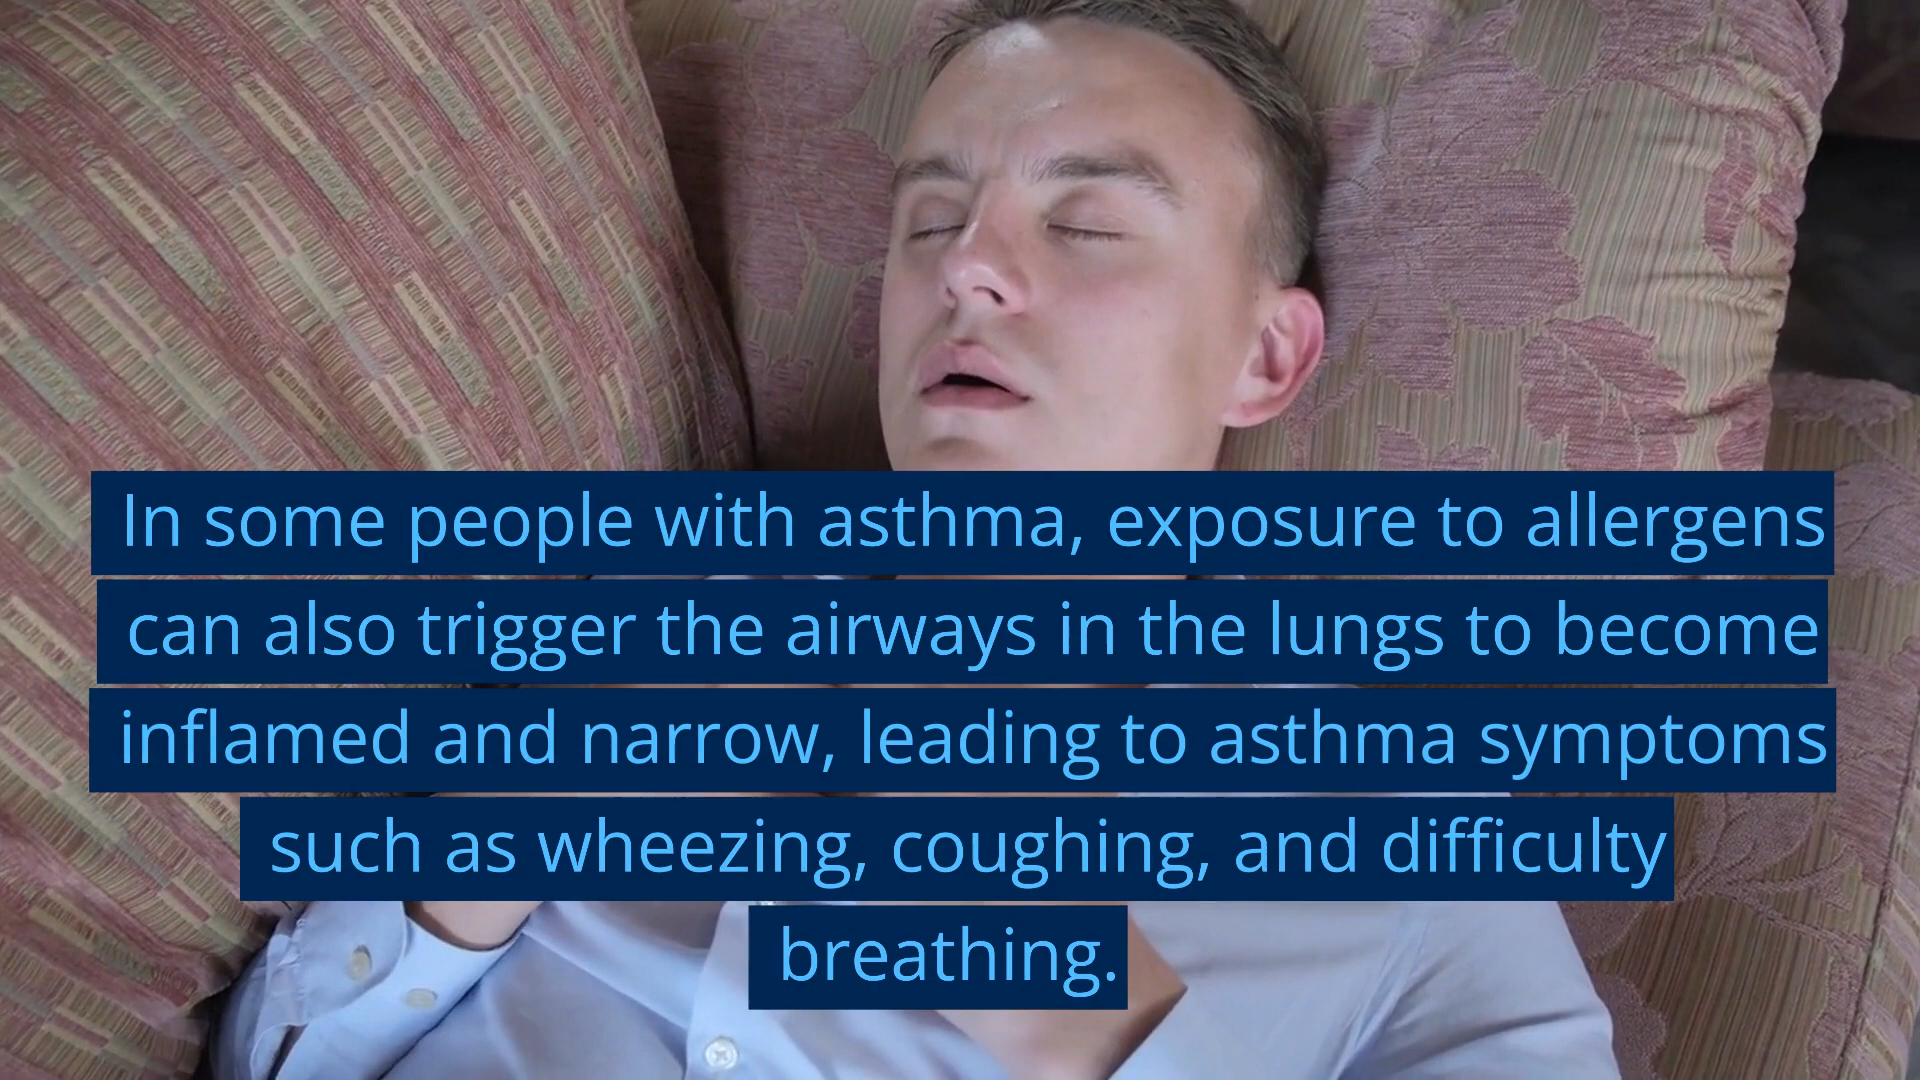 In some people with asthma, exposure to allergens
can also trigger the airways in the lungs to become
inflamed and narrow, leading to asthma symptoms
such as wheezing, coughing, and difficulty
breathing.